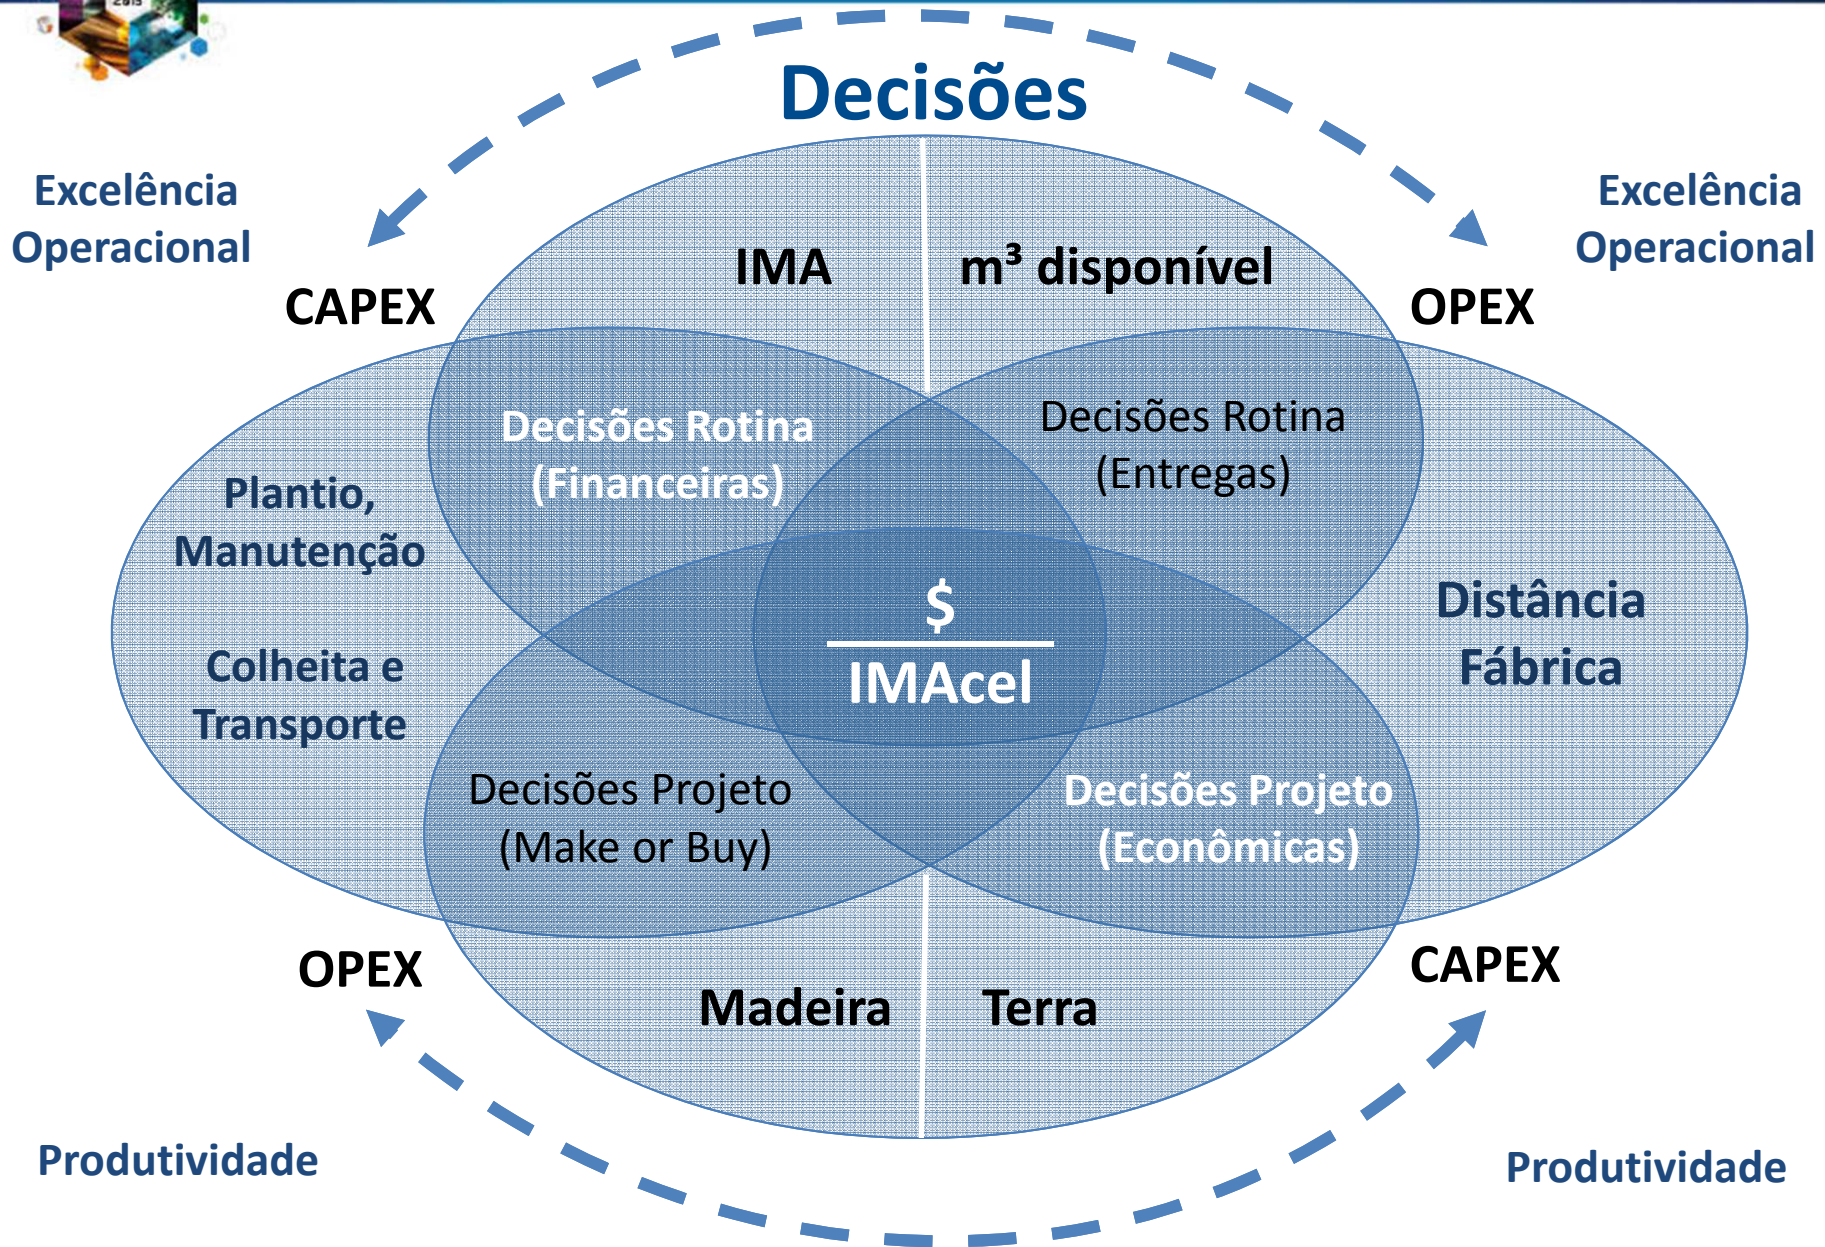 2015
Decisões
Excelência
Operacional
Excelência
Operacional
IMA
m³ disponível
CAPEX
OPEX
Decisões Rotina
(Financeiras)
Decisões Rotina
(Entregas)
Plantio,
Manutenção
Colheita e
Transporte
$
IMAcel
Distância
Fábrica
Decisões Projeto
(Make or Buy)
Decisões Projeto
(Econômicas)
OPEX
CAPEX
Madeira
Terra
Produtividade
Produtividade